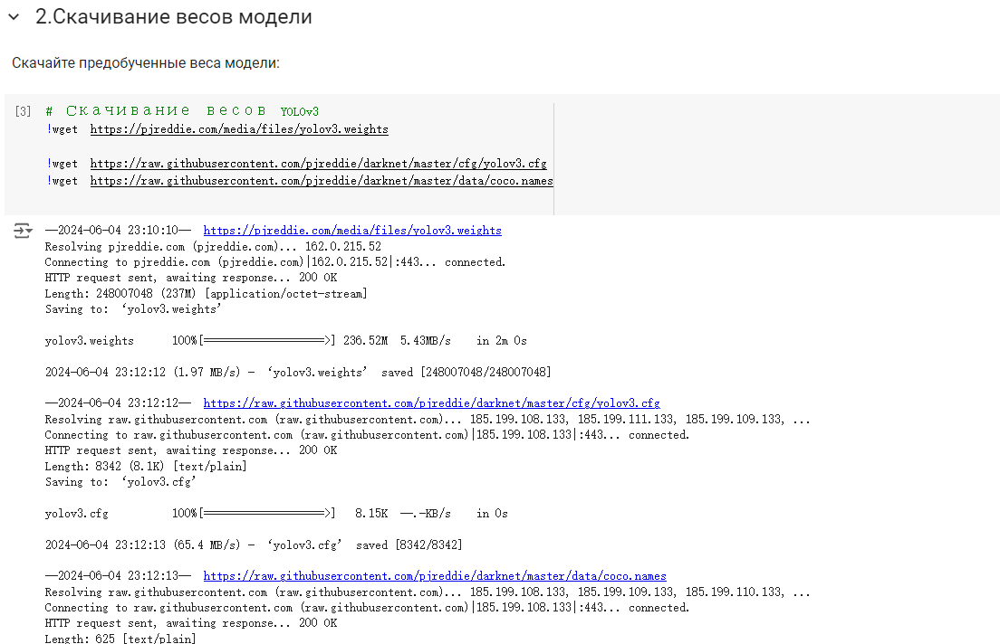 2.Скачивание весов модели
Скачайте предобученные веса модели:
[3] # Скачивание весов YOLOv3
!wget https://pjreddie.com/media/files/yolov3.weights
!wget https://raw.githubusercontent.com/pjreddie/darknet/master/cfg/yolov3.cfg
!wget https://raw.githubusercontent.com/pjreddie/darknet/master/data/coco.names
--2024-06-04 23:10:10-- https://pjreddie.com/media/files/yolov3.weights
Resolving pjreddie.com (pjreddie.com)... 162.0.215.52
Connecting to pjreddie.com (pjreddie.com)|162.0.215.52|:443... connected.
HTTP request sent, awaiting response... 200 OK
Length: 248007048 (237M) [application/octet-stream]
Saving to: ‘yolov3.weights’
yolov3.weights 100%[===================>] 236.52M 5.43MB/s in 2m 0s
2024-06-04 23:12:12 (1.97 MB/s) - ‘yolov3.weights’ saved [248007048/248007048]
--2024-06-04 23:12:12-- https://raw.githubusercontent.com/pjreddie/darknet/master/cfg/yolov3.cfg
Resolving raw.githubusercontent.com (raw.githubusercontent.com)... 185.199.108.133, 185.199.111.133, 185.199.109.133, ...
Connecting to raw.githubusercontent.com (raw.githubusercontent.com)|185.199.108.133|:443... connected.
HTTP request sent, awaiting response... 200 OK
Length: 8342 (8.1K) [text/plain]
Saving to: ‘yolov3.cfg’
yolov3.cfg 100%[===================>] 8.15K --.-KB/s in 0s
2024-06-04 23:12:13 (65.4 MB/s) - ‘yolov3.cfg’ saved [8342/8342]
--2024-06-04 23:12:13-- https://raw.githubusercontent.com/pjreddie/darknet/master/data/coco.names
Resolving raw.githubusercontent.com (raw.githubusercontent.com)... 185.199.108.133, 185.199.109.133, 185.199.110.133, ...
Connecting to raw.githubusercontent.com (raw.githubusercontent.com)|185.199.108.133|:443... connected.
HTTP request sent, awaiting response... 200 OK
Length: 625 [text/plain]